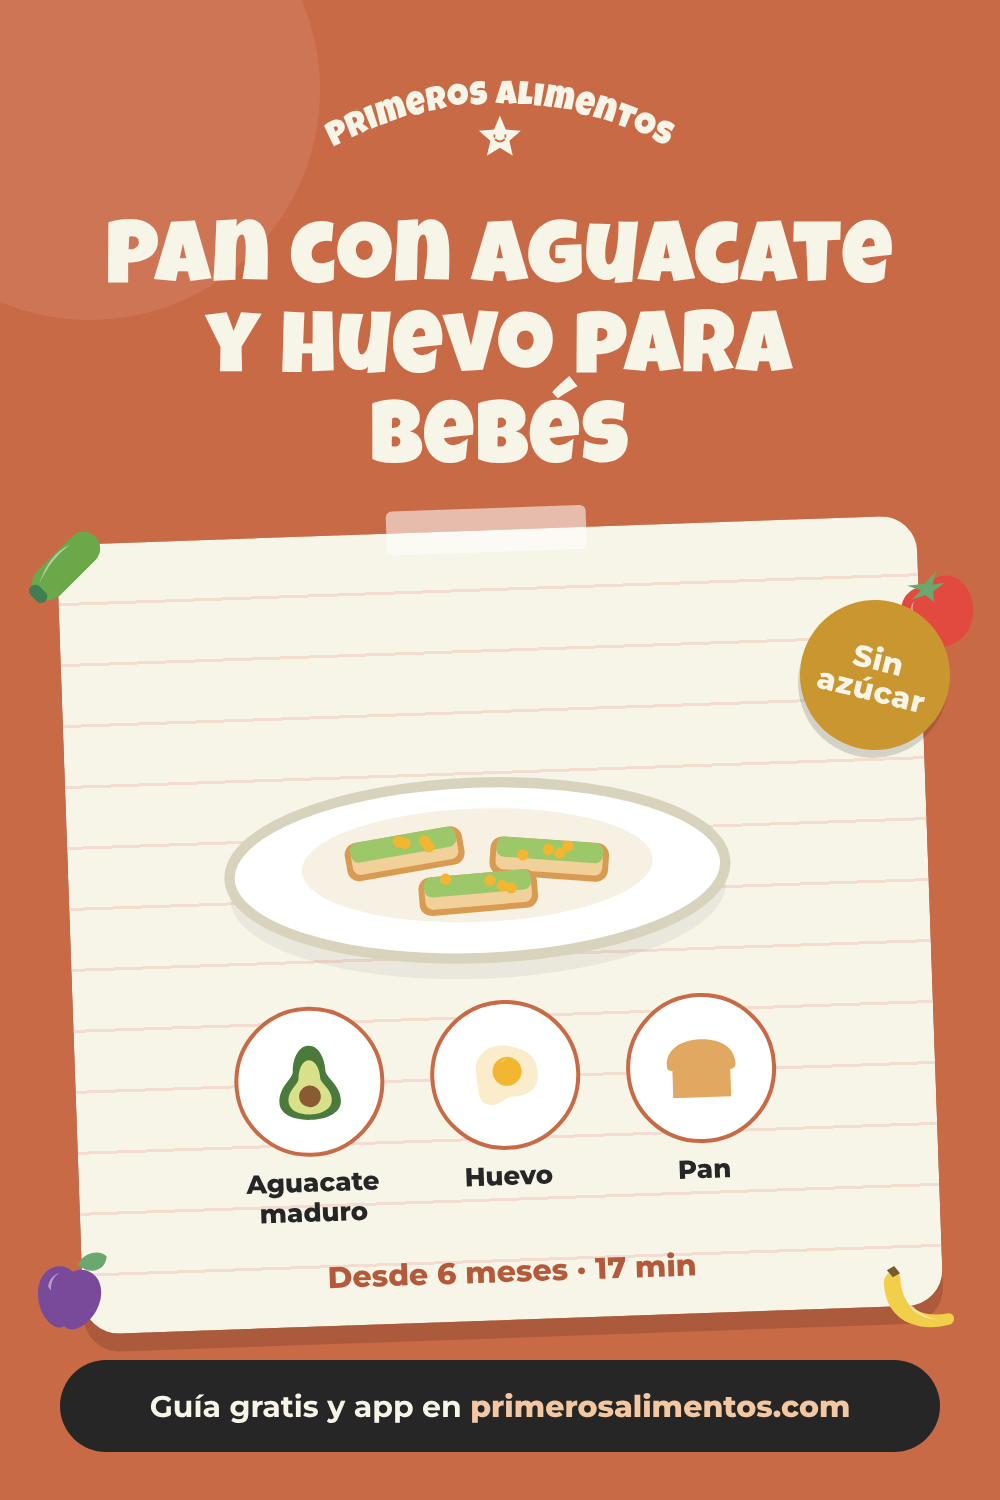 PRIMEROS ALIMENTOS
PAN CON AGUACATE
Y HUEVO PARA
BEBÉS
Sin
azúcar
Aguacate
maduro
Huevo
Pan
Desde 6 meses • 17 min
Guía gratis y app en primerosalimentos.com